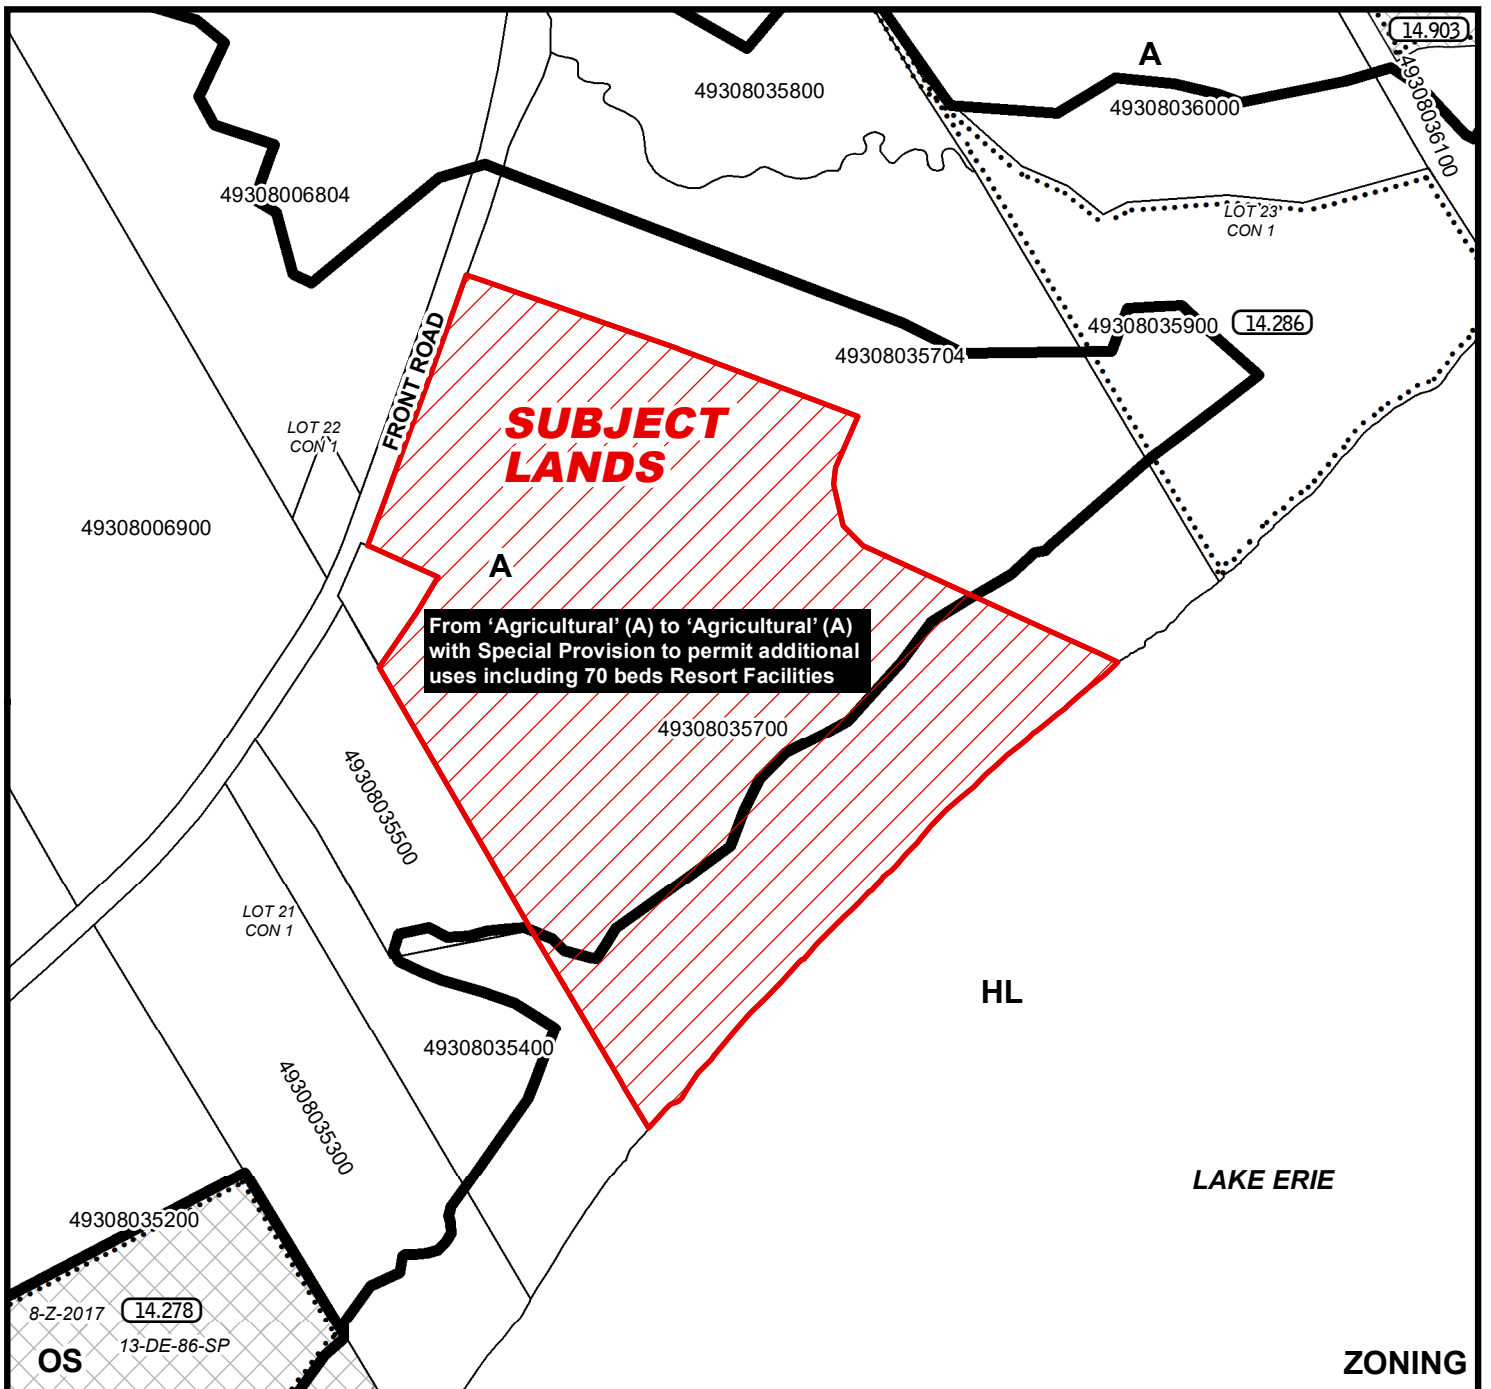 14.903
A
49308035800
49308036000
49308036100
49308006804
LOT 23
CON 1
49308035900
14.286
49308035704
FRONT ROAD
SUBJECT
LANDS
LOT 22
CON 1
49308006900
A
From ‘Agricultural’ (A) to ‘Agricultural’ (A)
with Special Provision to permit additional
uses including 70 beds Resort Facilities
49308035700
49308035500
LOT 21
CON 1
HL
49308035400
49308035300
LAKE ERIE
49308035200
8-Z-2017
14.278
13-DE-86-SP
OS
ZONING